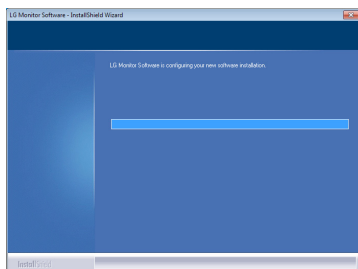 LG Monitor Software - InstallShield Wizard
LG Monitor Software is configuring your new software installation.
InstallShield